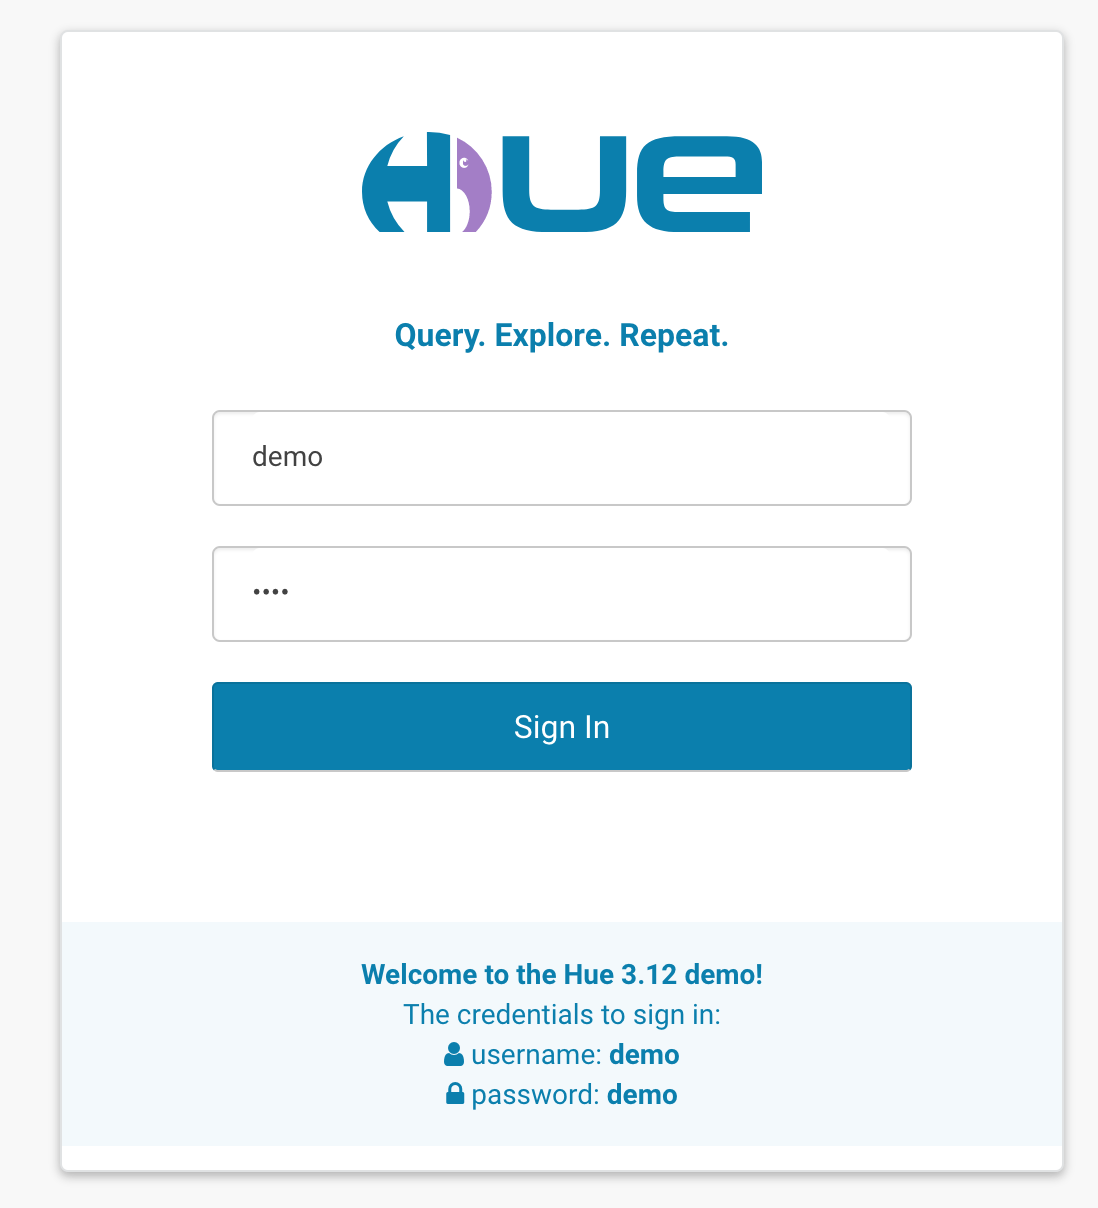 Hue
Query. Explore. Repeat.
demo
••••
Sign In
Welcome to the Hue 3.12 demo!
The credentials to sign in:
username: demo
password: demo